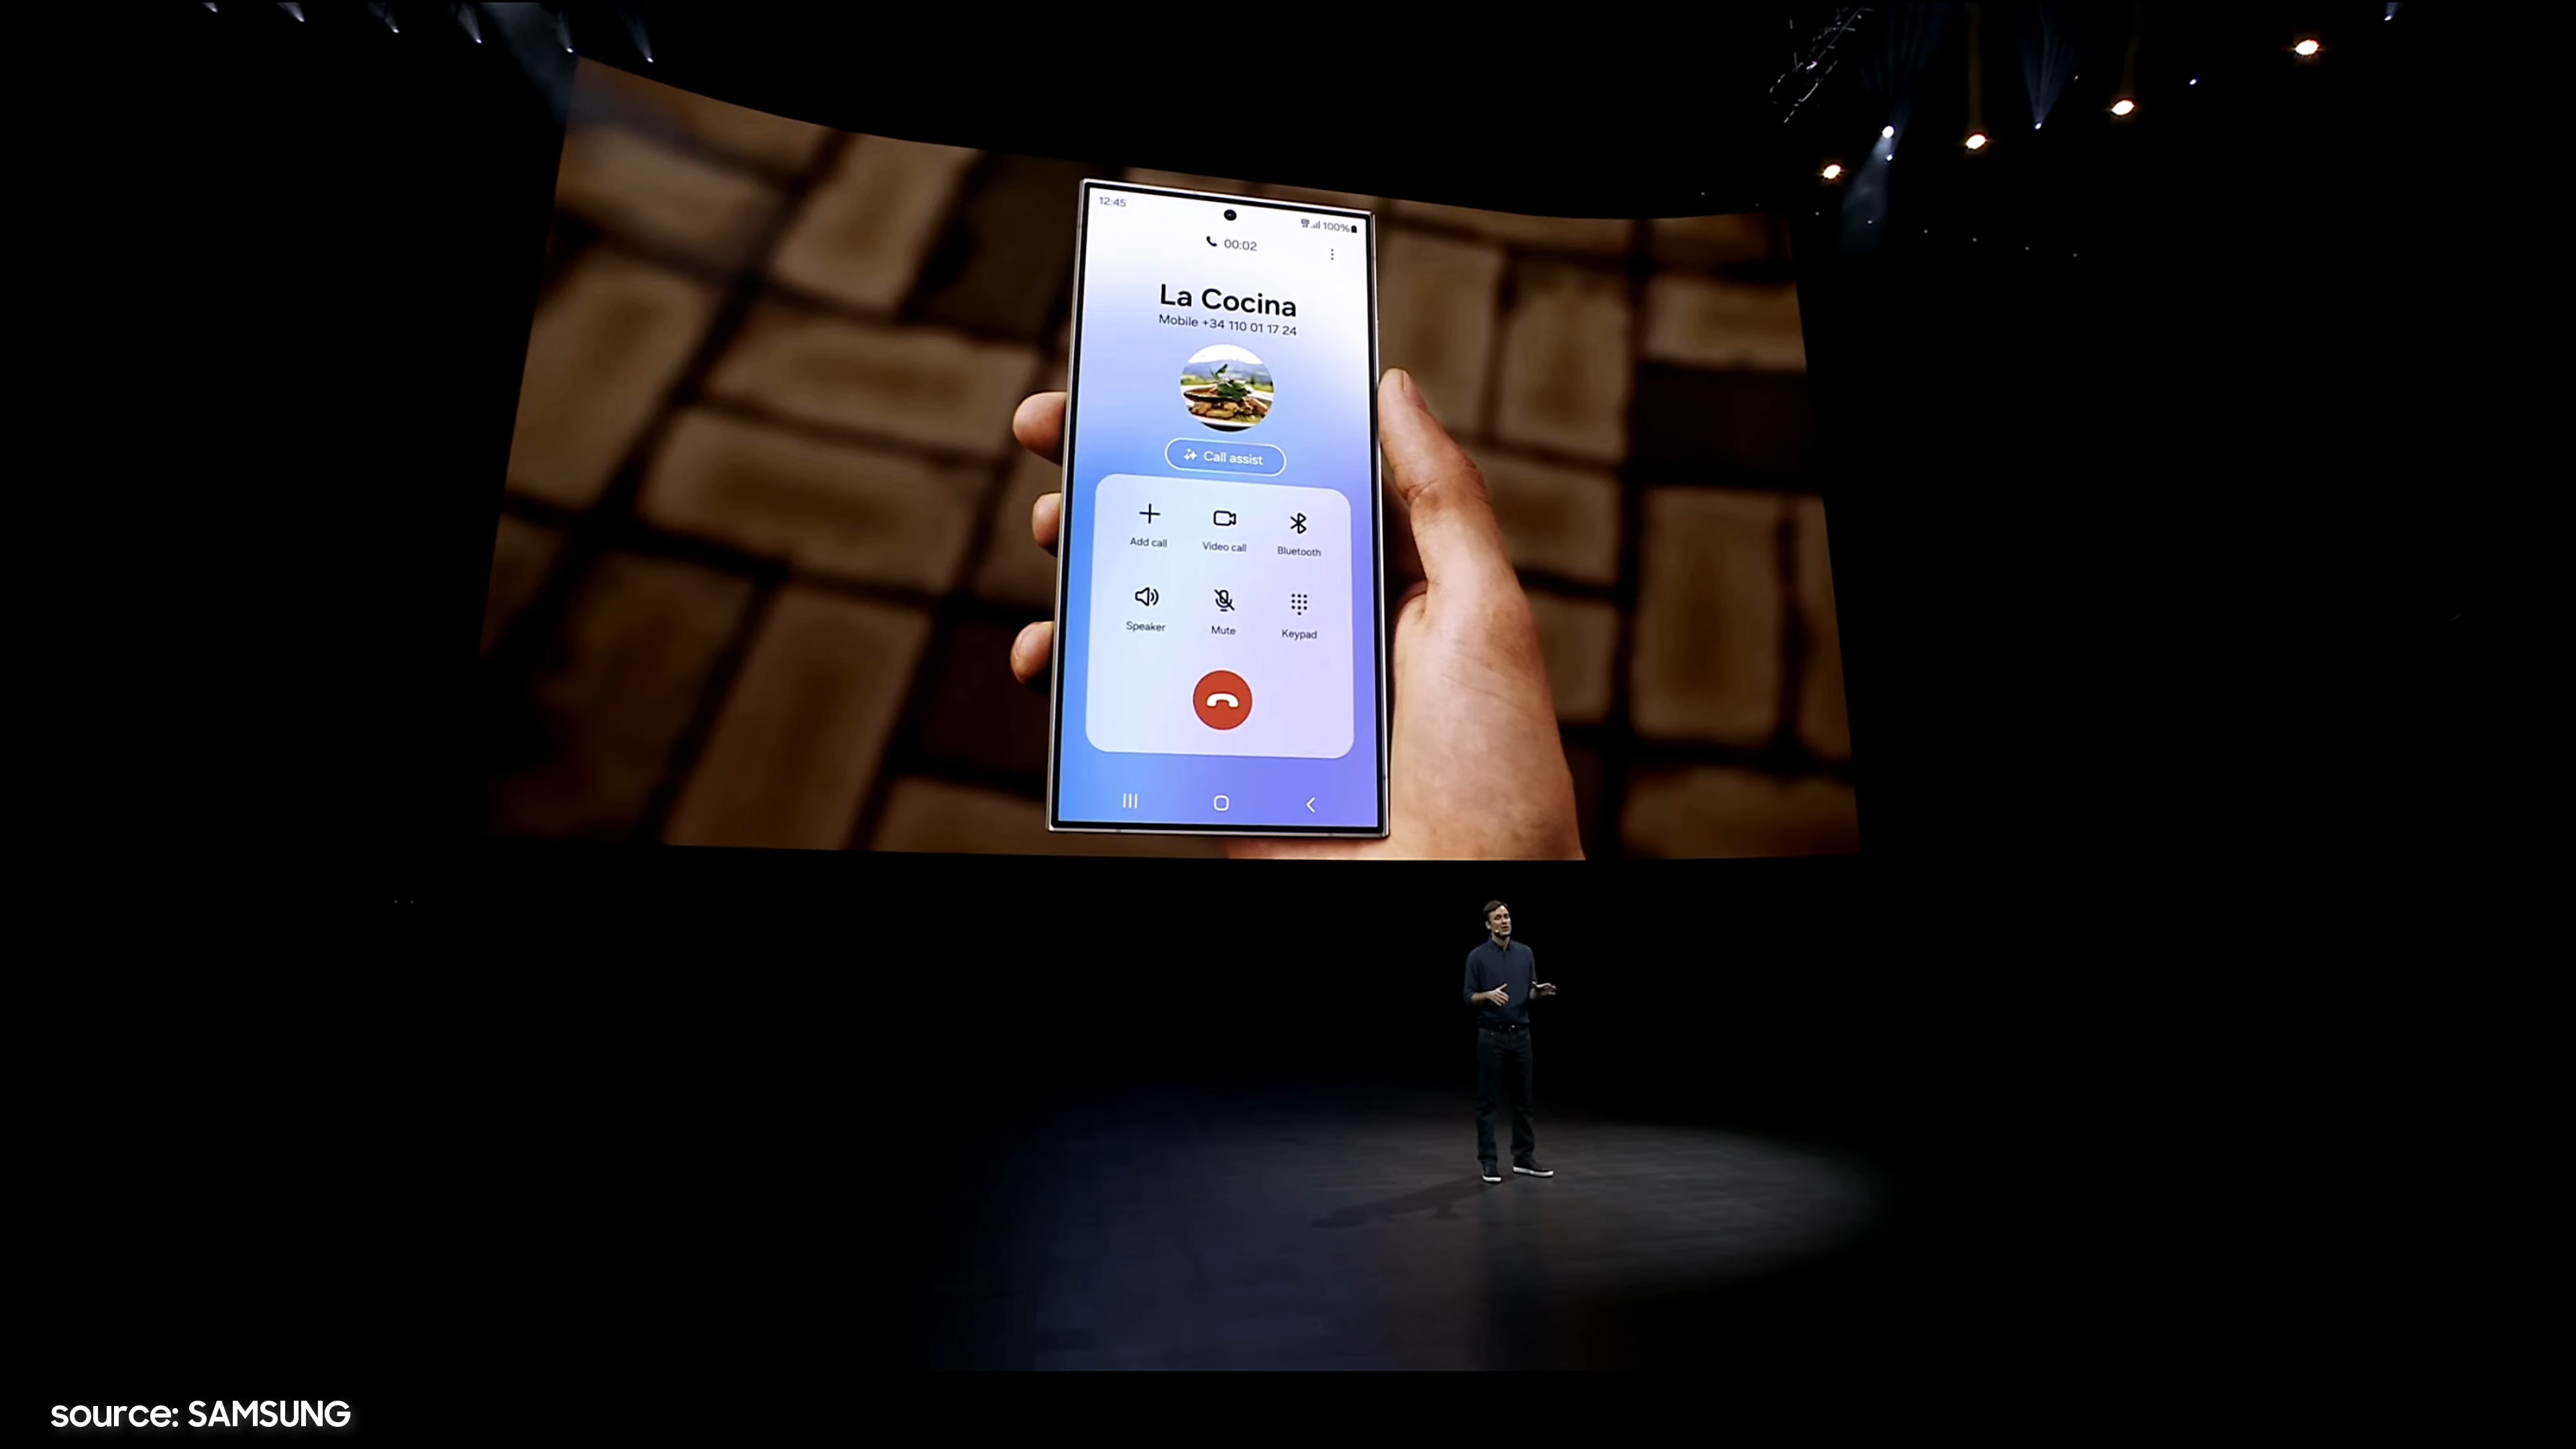 12:45
100%
00:02
La Cocina
Mobile +34 110 01 17 24
Call assist
Add call
Video call
Bluetooth
Speaker
Mute
Keypad
source: SAMSUNG